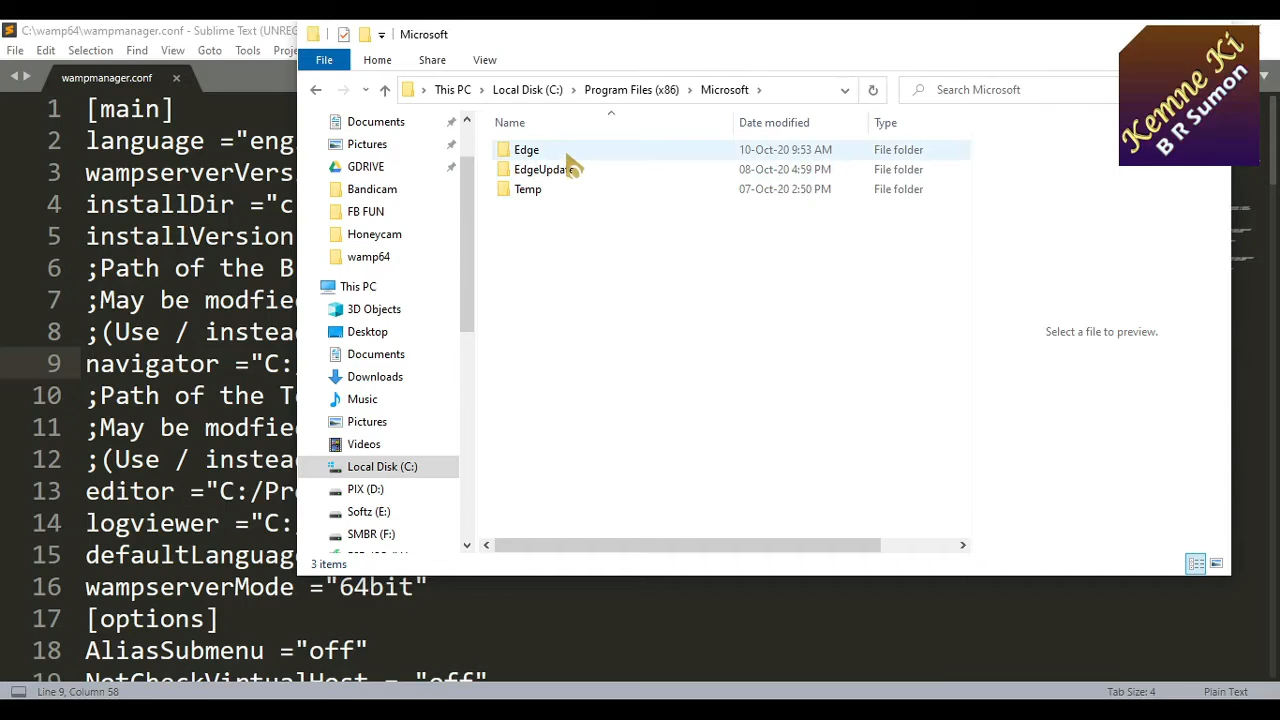 C:\wamp64\wampmanager.conf - Sublime Text (UNREG
File Edit Selection Find View Goto Tools Proje
wampmanager.conf
1 [main]
2 language ="eng
3 wampserverVers
4 installDir ="c
5 installVersion
6 ;Path of the B
7 ;May be modfied
8 ;(Use / instea
9 navigator ="C:
10 ;Path of the T
11 ;May be modfied
12 ;(Use / instea
13 editor ="C:/Pr
14 logviewer ="C:
15 defaultLanguage
16 wampserverMode ="64bit"
17 [options]
18 AliasSubmenu ="off"
NotCheckVirtualHost = "off"
Line 9, Column 58
Tab Size: 4
Plain Text
Microsoft
File Home Share View
This PC > Local Disk (C:) > Program Files (x86) > Microsoft >
Search Microsoft
Documents
Pictures
GDRIVE
Bandicam
FB FUN
Honeycam
wamp64
This PC
3D Objects
Desktop
Documents
Downloads
Music
Pictures
Videos
Local Disk (C:)
PIX (D:)
Softz (E:)
SMBR (F:)
Name Date modified Type
Edge 10-Oct-20 9:53 AM File folder
EdgeUpdate 08-Oct-20 4:59 PM File folder
Temp 07-Oct-20 2:50 PM File folder
Select a file to preview.
3 items
Kemne Ki
B R Sumon